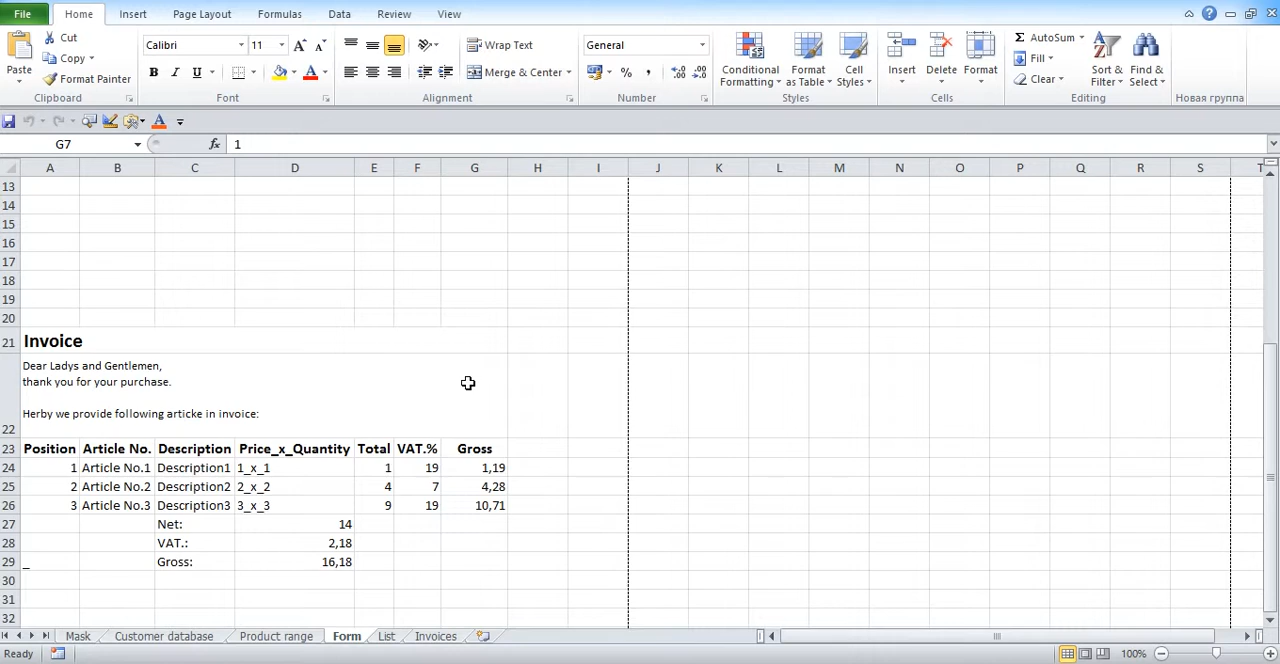 File Home Insert Page Layout Formulas Data Review View
Cut Calibri 11 Wrap Text General AutoSum
Copy Fill
Paste Format Painter Merge & Center Conditional Formatting Format as Table Cell Styles Insert Delete Format Clear Sort & Filter Find & Select
Clipboard Font Alignment Number Styles Cells Editing Новая группа
G7 fx 1
A B C D E F G H I J K L M N O P Q R S T
13
14
15
16
17
18
19
20
21 Invoice
Dear Ladys and Gentlemen,
thank you for your purchase.
Herby we provide following articke in invoice:
22
23 Position Article No. Description Price_x_Quantity Total VAT.% Gross
24 1 Article No.1 Description1 1_x_1 1 19 1,19
25 2 Article No.2 Description2 2_x_2 4 7 4,28
26 3 Article No.3 Description3 3_x_3 9 19 10,71
27 Net: 14
28 VAT.: 2,18
29 _ Gross: 16,18
30
31
32
Mask Customer database Product range Form List Invoices
Ready 100%